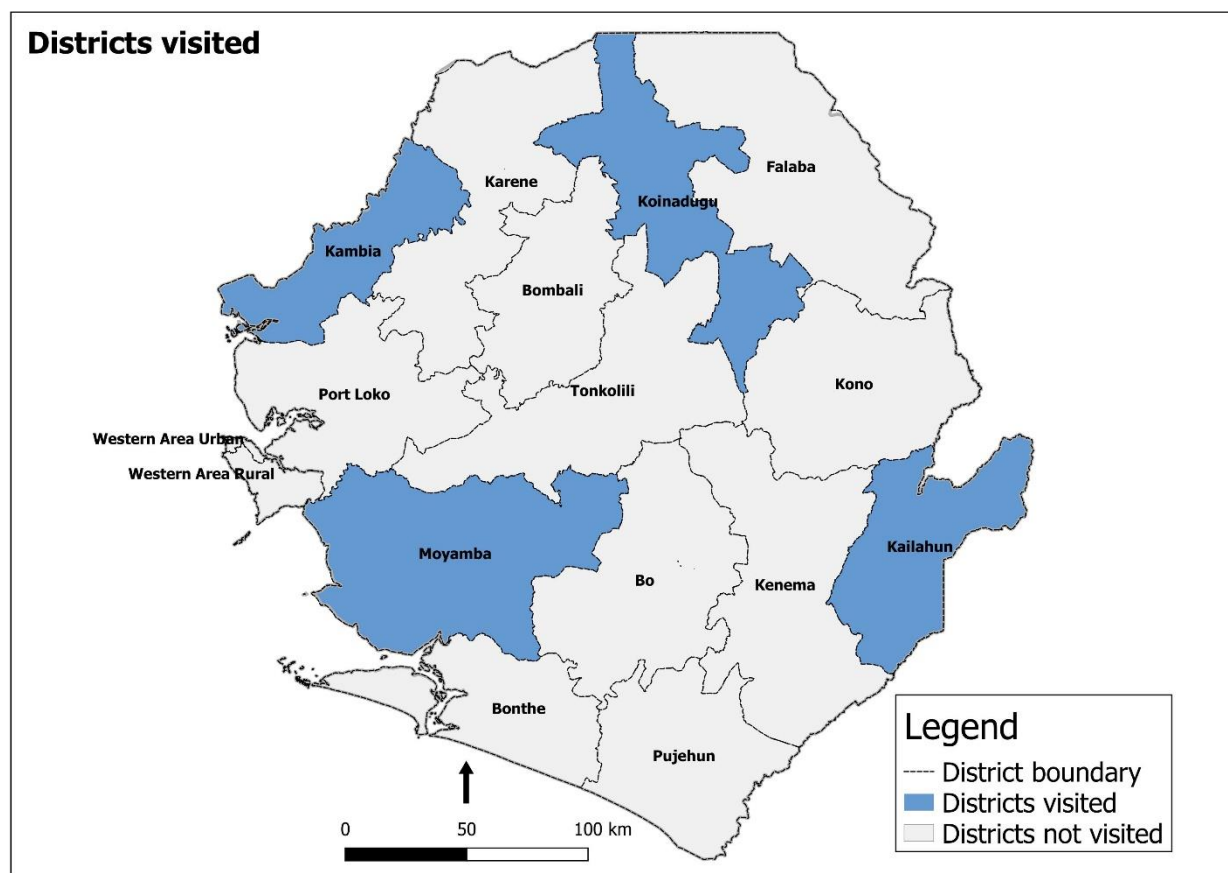 Districts visited
Falaba
Karene
Koinadugu
Kambia
Bombali
Kono
Tonkolili
Port Loko
Western Area Urban
Western Area Rural
Moyamba
Kailahun
Bo
Kenema
Bonthe
Pujehun
Legend
District boundary
Districts visited
Districts not visited
0 50 100 km